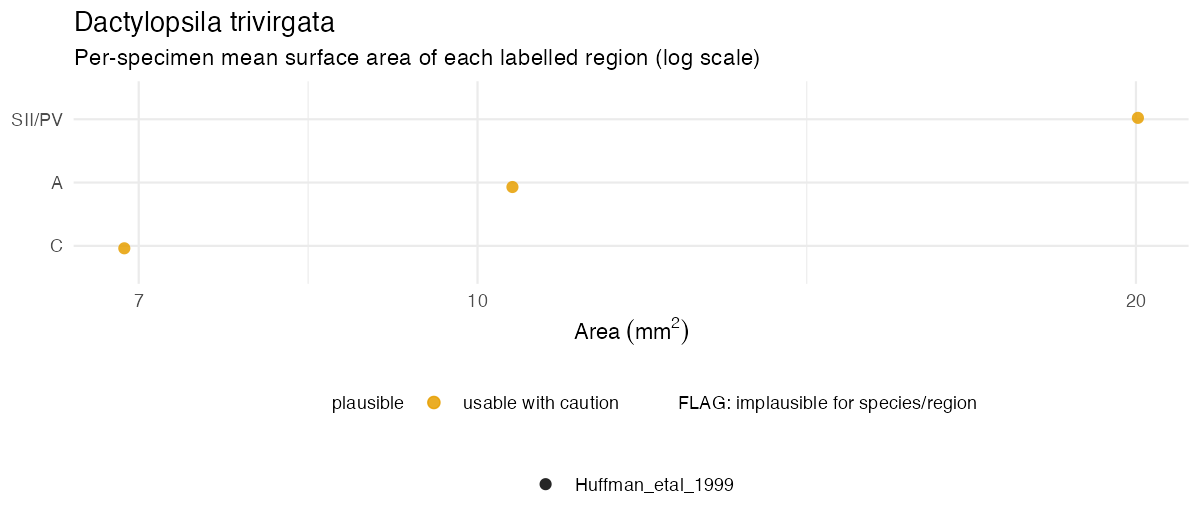 Dactylopsila trivirgata
Per-specimen mean surface area of each labelled region (log scale)
SII/PV
A
C
7 10 20
Area (mm²)
plausible usable with caution FLAG: implausible for species/region
Huffman_etal_1999